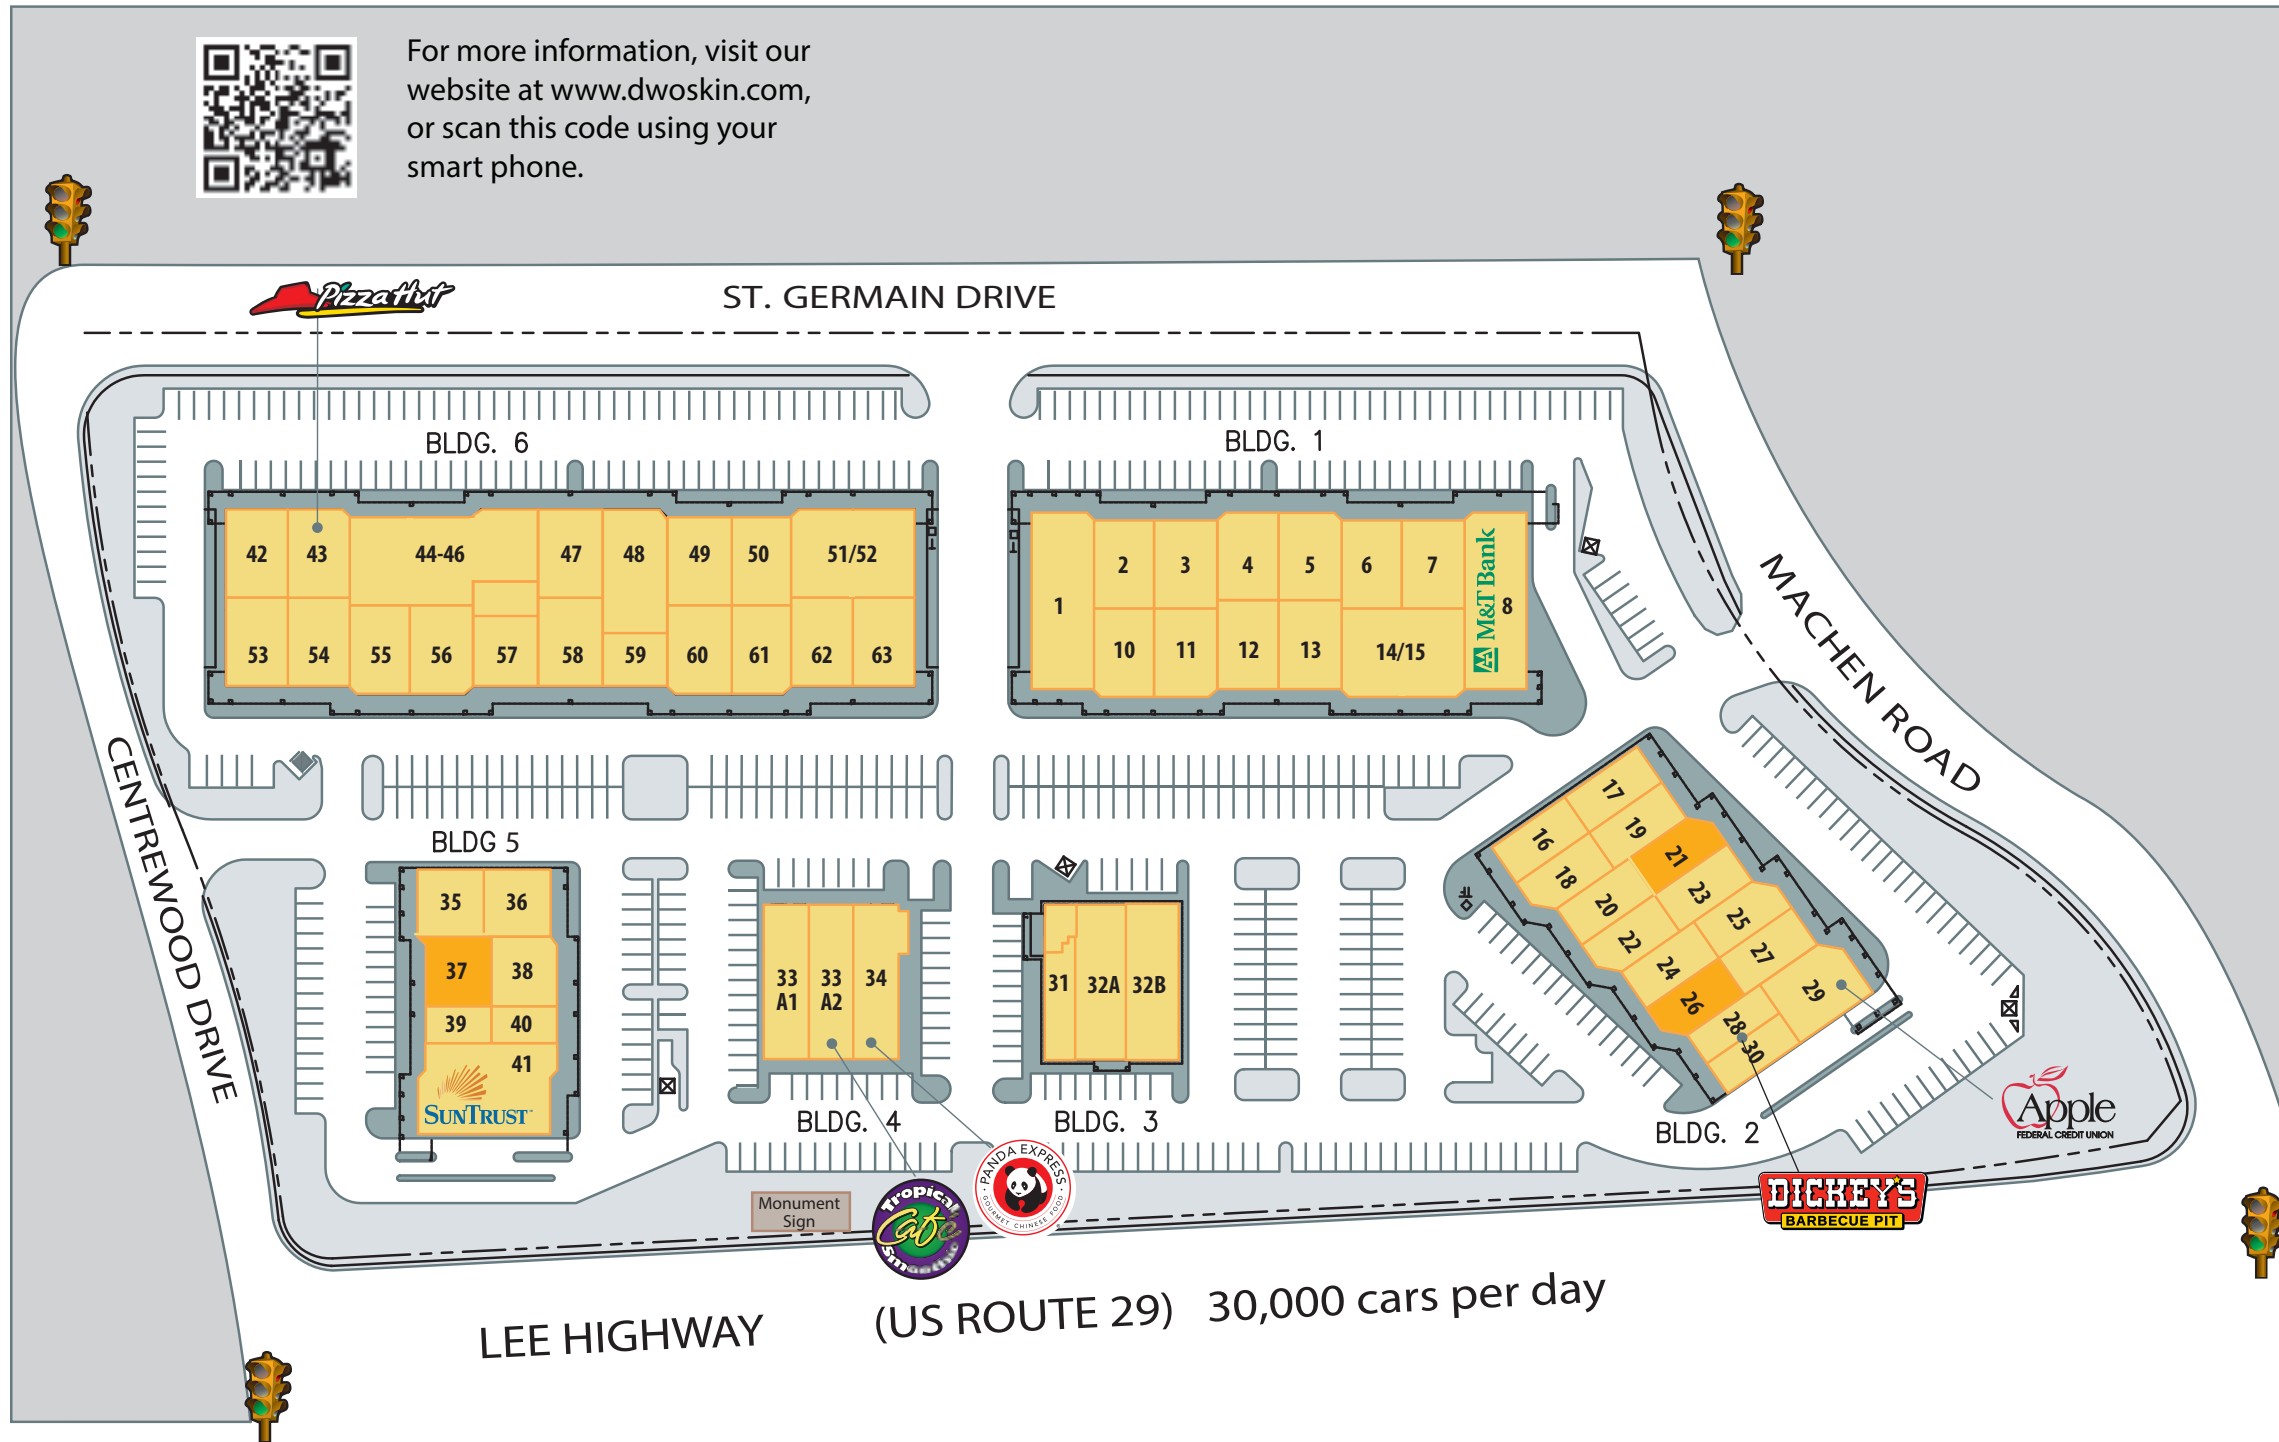 For more information, visit our
website at www.dwoskin.com,
or scan this code using your
smart phone.
Pizza Hut
ST. GERMAIN DRIVE
BLDG. 6
BLDG. 1
42
43
44-46
47
48
49
50
51/52
53
54
55
56
57
58
59
60
61
62
63
1
2
3
4
5
6
7
M&T Bank
8
10
11
12
13
14/15
MACHEN ROAD
CENTREWOOD DRIVE
BLDG 5
35
36
37
38
39
40
41
SUNTRUST
33
A1
33
A2
34
BLDG. 4
31
32A
32B
BLDG. 3
17
16
19
18
21
20
23
22
25
24
27
26
29
28
30
BLDG. 2
Apple
FEDERAL CREDIT UNION
Monument
Sign
Tropical
Smoothie
Cafe
PANDA EXPRESS
GOURMET CHINESE FOOD
DICKEY'S
BARBECUE PIT
LEE HIGHWAY (US ROUTE 29) 30,000 cars per day